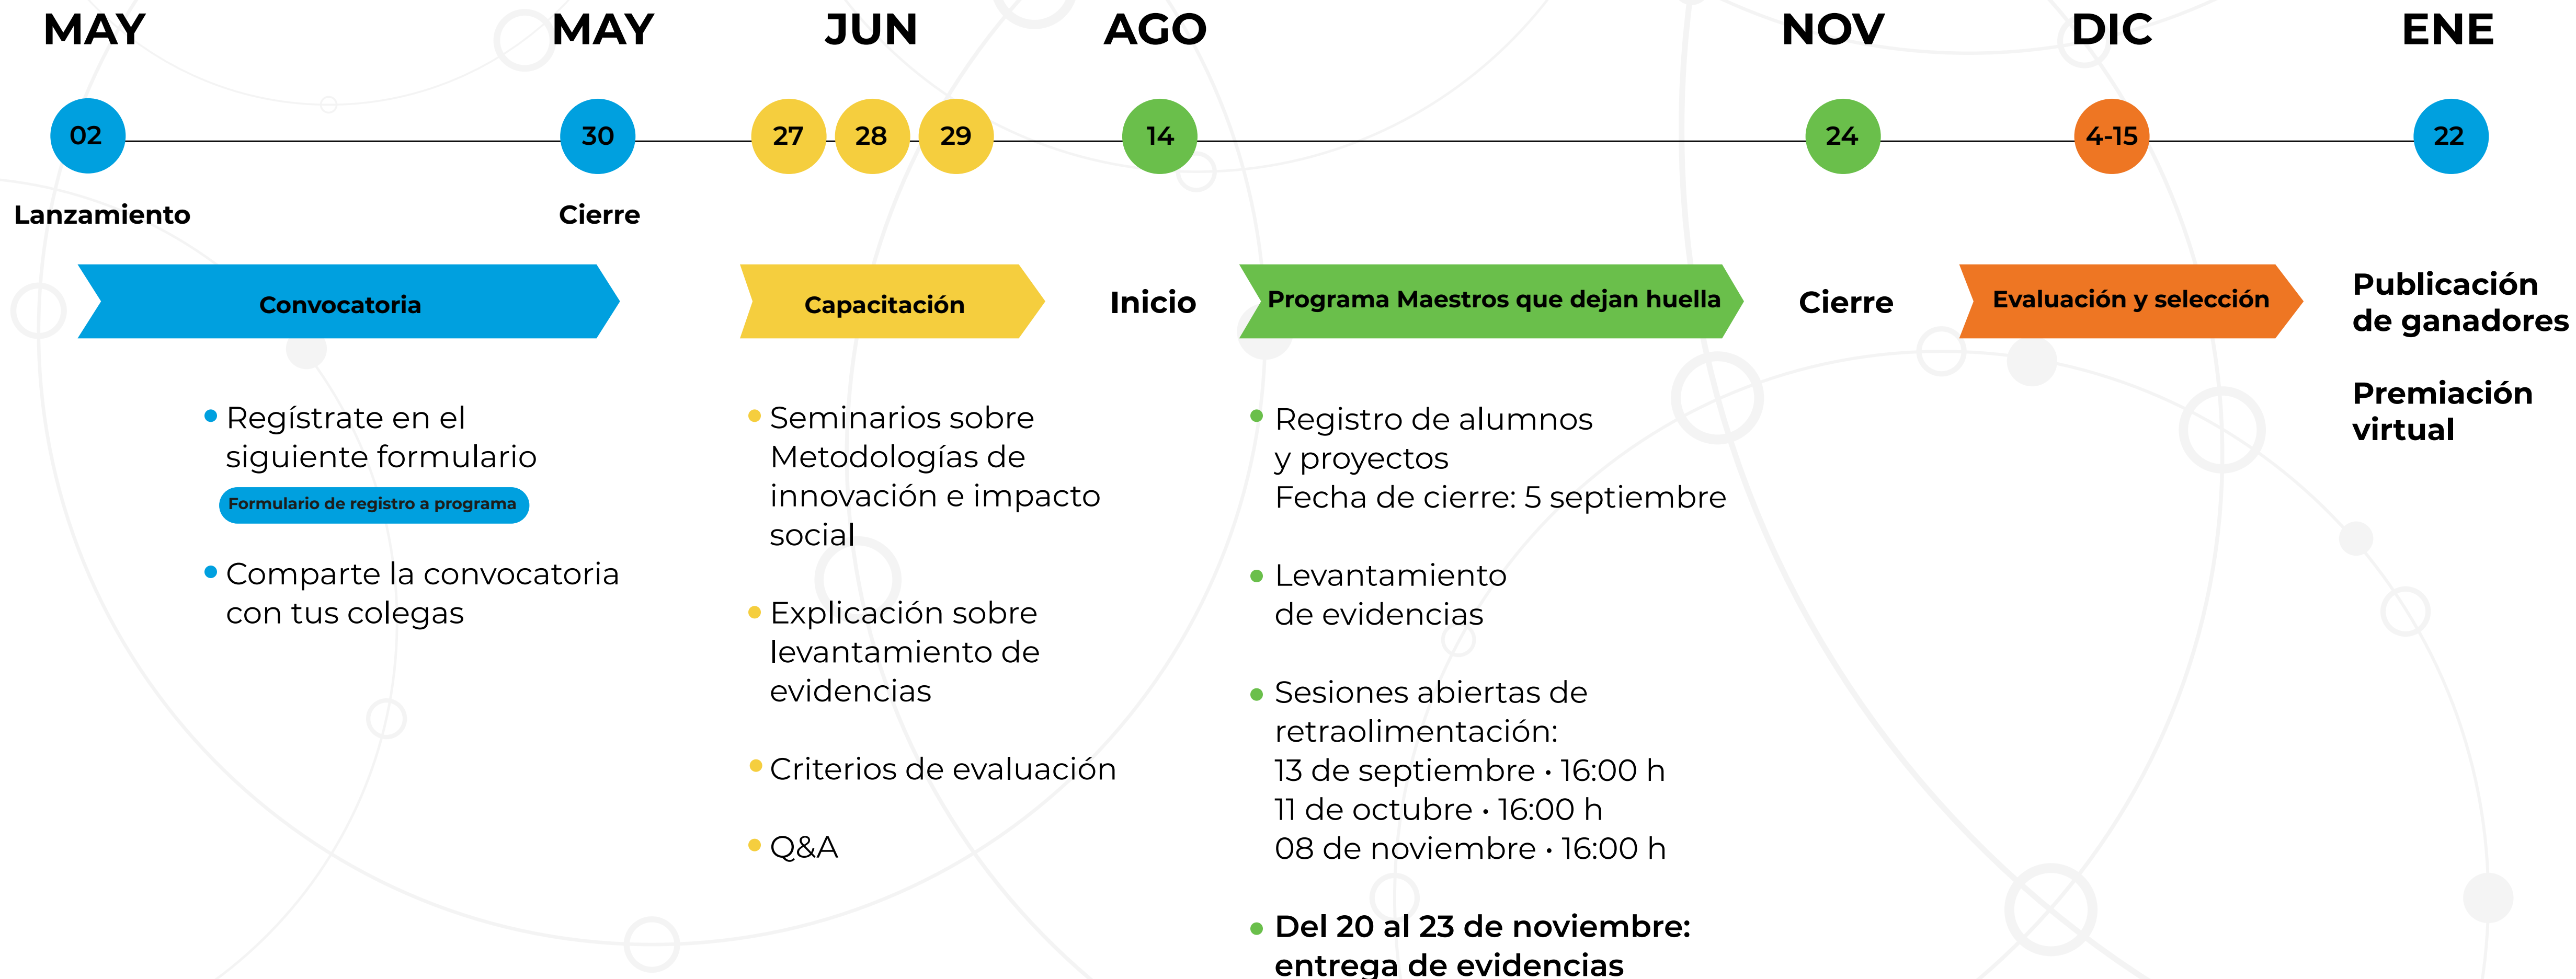 MAY
MAY
JUN
AGO
NOV
DIC
ENE
02
30
27
28
29
14
24
4-15
22
Lanzamiento
Cierre
Convocatoria
Capacitación
Inicio
Programa Maestros que dejan huella
Cierre
Evaluación y selección
Publicación
de ganadores
Premiación
virtual
Regístrate en el
siguiente formulario
Formulario de registro a programa
Comparte la convocatoria
con tus colegas
Seminarios sobre
Metodologías de
innovación e impacto
social
Explicación sobre
levantamiento de
evidencias
Criterios de evaluación
Q&A
Registro de alumnos
y proyectos
Fecha de cierre: 5 septiembre
Levantamiento
de evidencias
Sesiones abiertas de
retraolimentación:
13 de septiembre • 16:00 h
11 de octubre • 16:00 h
08 de noviembre • 16:00 h
Del 20 al 23 de noviembre:
entrega de evidencias